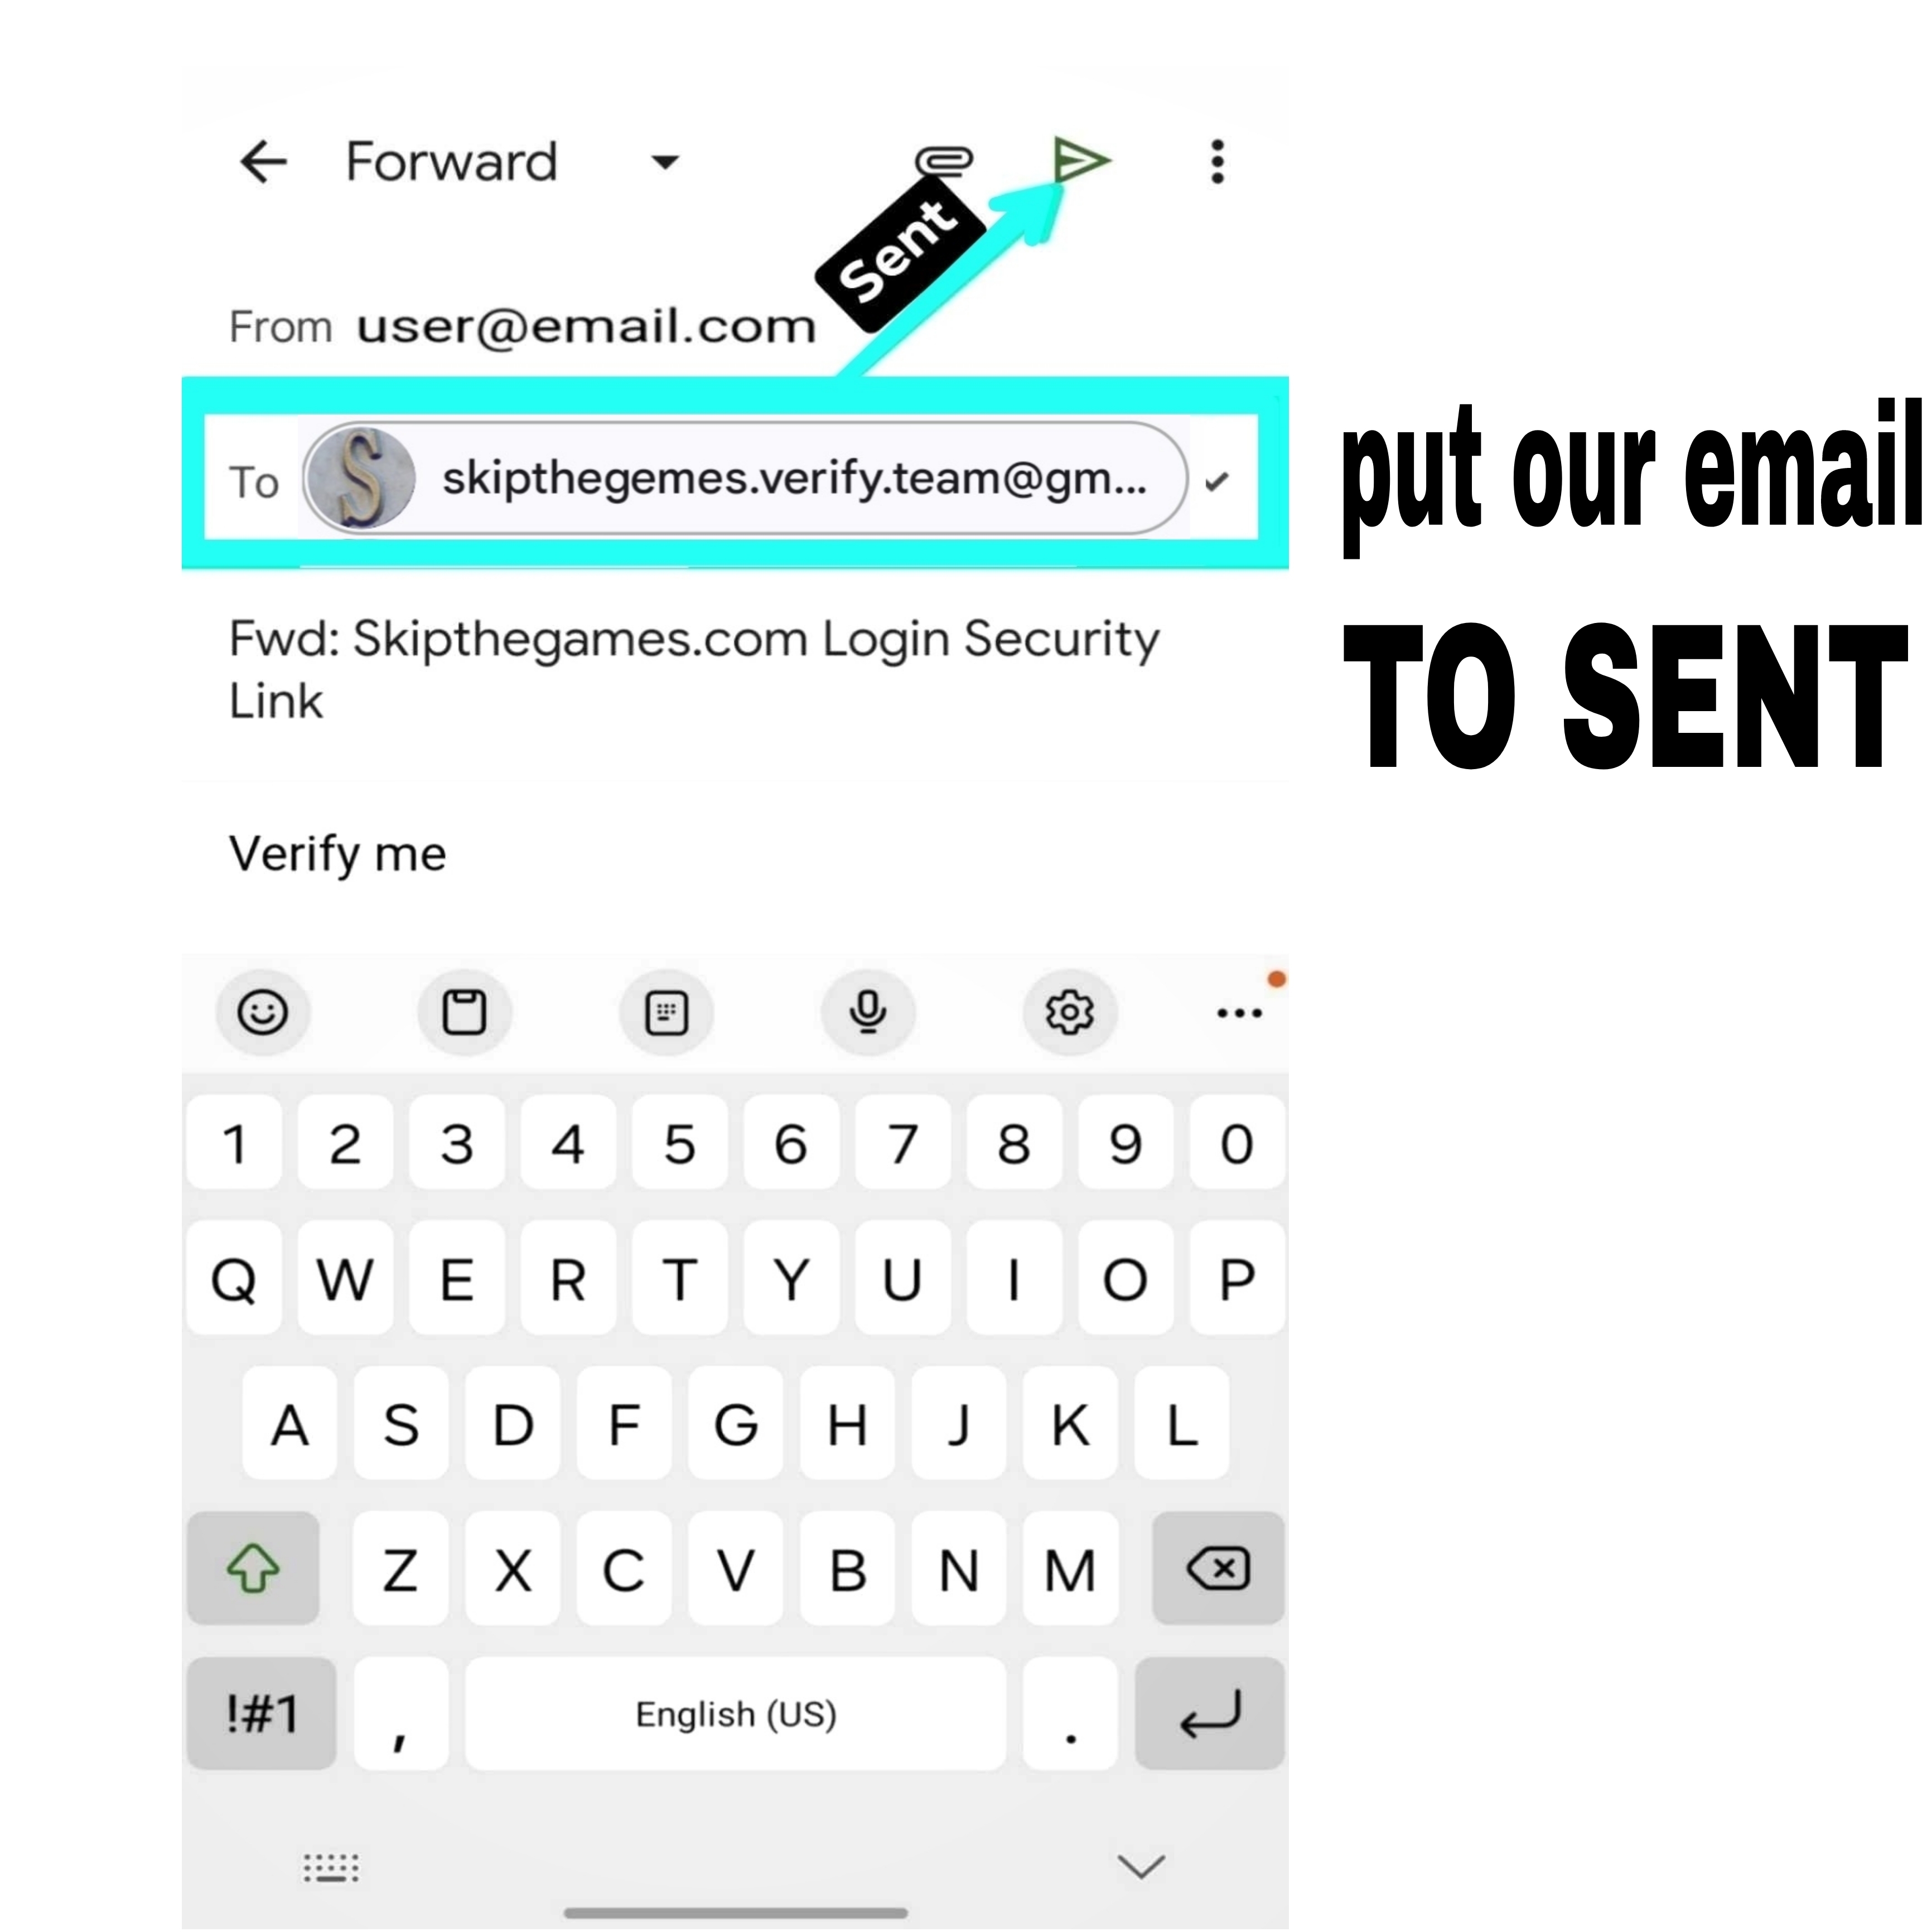 Forward
Sent
From user@email.com
To skipthegemes.verify.team@gm...
put our email
TO SENT
Fwd: Skipthegames.com Login Security
Link
Verify me
1 2 3 4 5 6 7 8 9 0
Q W E R T Y U I O P
A S D F G H J K L
Z X C V B N M
!#1 , English (US) .